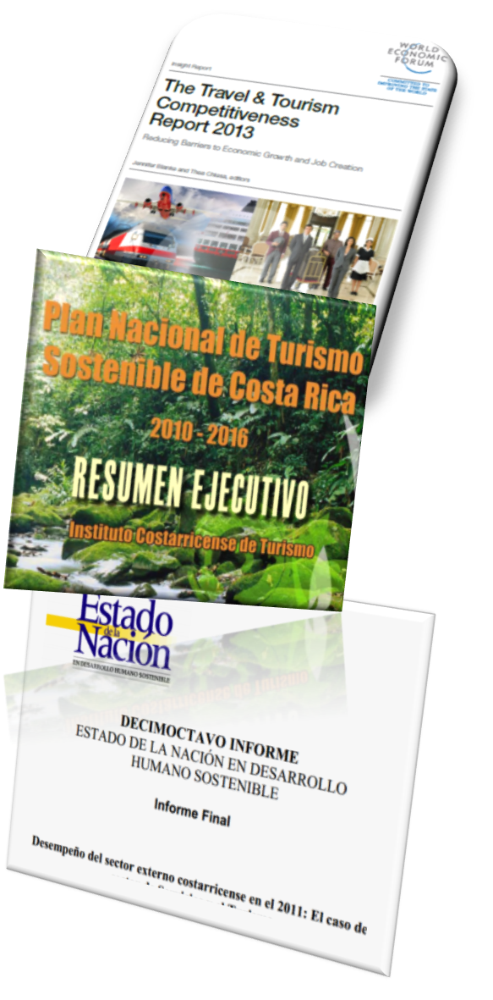 WORLD
ECONOMIC
FORUM
COMMITTED TO
IMPROVING THE STATE
OF THE WORLD
Insight Report
The Travel & Tourism
Competitiveness
Report 2013
Reducing Barriers to Economic Growth and Job Creation
Jennifer Blanke and Thea Chiesa, editors
Plan Nacional de Turismo
Sostenible de Costa Rica
2010 - 2016
RESUMEN EJECUTIVO
Instituto Costarricense de Turismo
Estado
de la
Nación
EN DESARROLLO HUMANO SOSTENIBLE
DECIMOCTAVO INFORME
ESTADO DE LA NACIÓN EN DESARROLLO
HUMANO SOSTENIBLE
Informe Final
Desempeño del sector externo costarricense en el 2011: El caso de